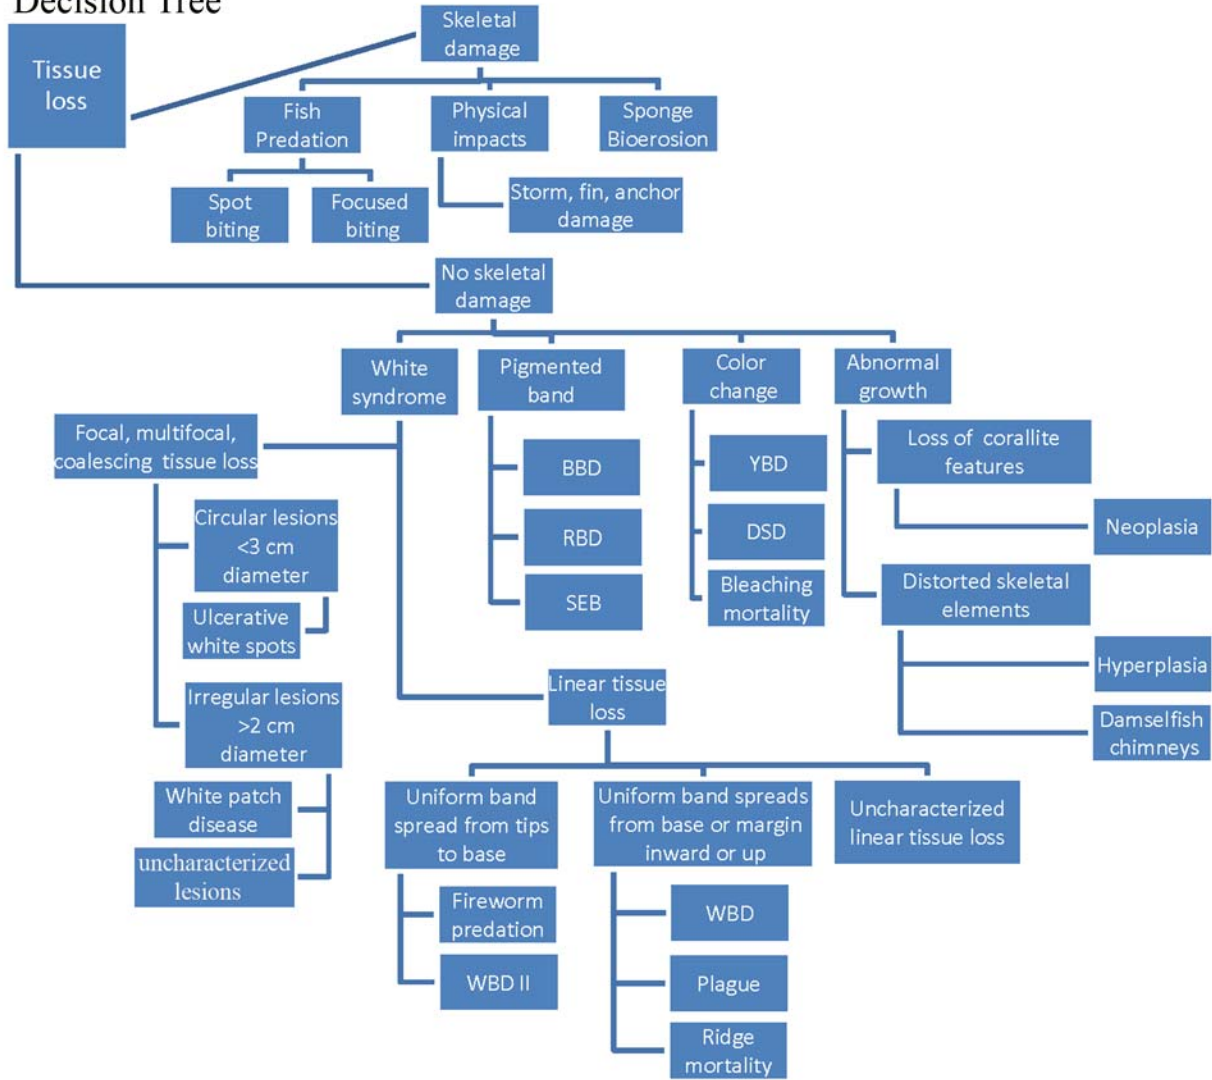 Decision Tree
Tissue
loss
Skeletal
damage
Fish
Predation
Physical
impacts
Sponge
Bioerosion
Spot
biting
Focused
biting
Storm, fin, anchor
damage
No skeletal
damage
White
syndrome
Pigmented
band
Color
change
Abnormal
growth
Focal, multifocal,
coalescing tissue loss
Circular lesions
<3 cm
diameter
Ulcerative
white spots
Irregular lesions
>2 cm
diameter
White patch
disease
uncharacterized
lesions
BBD
RBD
SEB
YBD
DSD
Bleaching
mortality
Loss of corallite
features
Neoplasia
Distorted skeletal
elements
Hyperplasia
Damselfish
chimneys
Linear tissue
loss
Uniform band
spread from tips
to base
Fireworm
predation
WBD II
Uniform band spreads
from base or margin
inward or up
WBD
Plague
Ridge
mortality
Uncharacterized
linear tissue loss